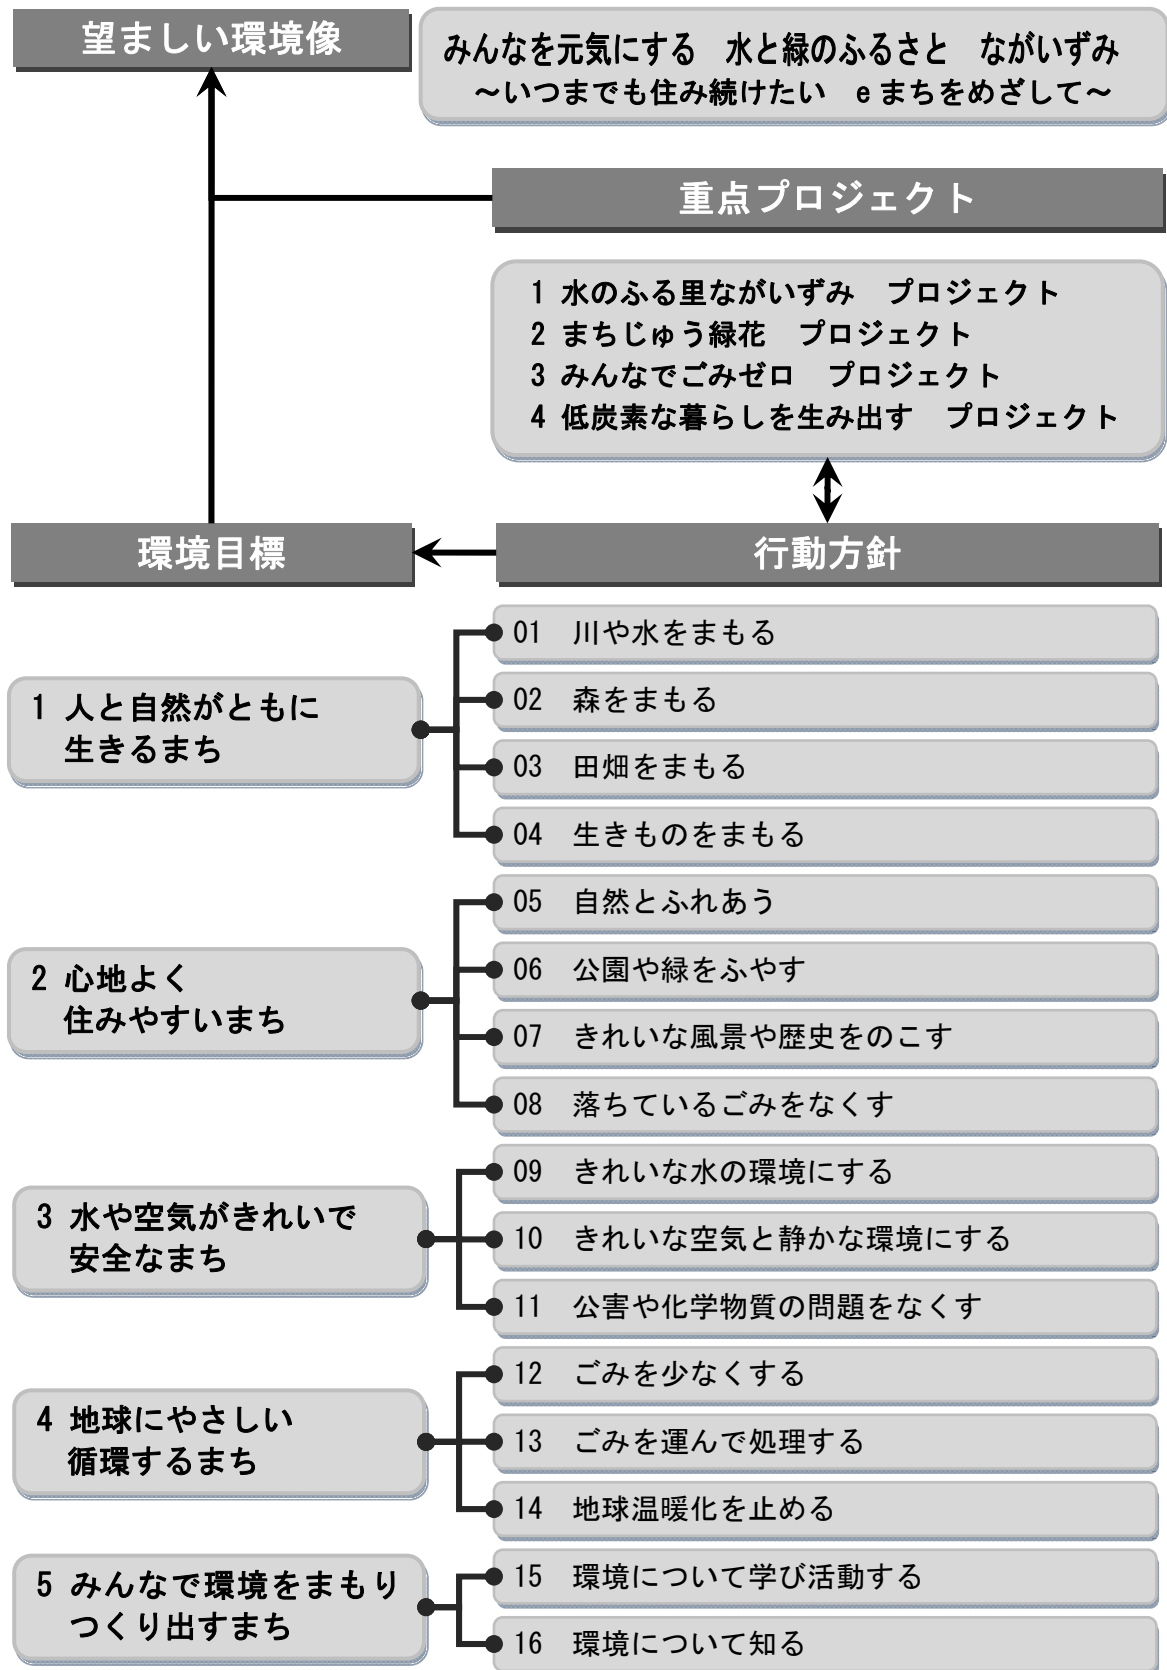 望ましい環境像
みんなを元気にする　水と緑のふるさと　ながいずみ
～いつまでも住み続けたい　e まちをめざして～
重点プロジェクト
1 水のふる里ながいずみ　プロジェクト
2 まちじゅう緑花　プロジェクト
3 みんなでごみゼロ　プロジェクト
4 低炭素な暮らしを生み出す　プロジェクト
環境目標
行動方針
1 人と自然がともに
生きるまち
01　川や水をまもる
02　森をまもる
03　田畑をまもる
04　生きものをまもる
2 心地よく
住みやすいまち
05　自然とふれあう
06　公園や緑をふやす
07　きれいな風景や歴史をのこす
08　落ちているごみをなくす
3 水や空気がきれいで
安全なまち
09　きれいな水の環境にする
10　きれいな空気と静かな環境にする
11　公害や化学物質の問題をなくす
4 地球にやさしい
循環するまち
12　ごみを少なくする
13　ごみを運んで処理する
14　地球温暖化を止める
5 みんなで環境をまもり
つくり出すまち
15　環境について学び活動する
16　環境について知る